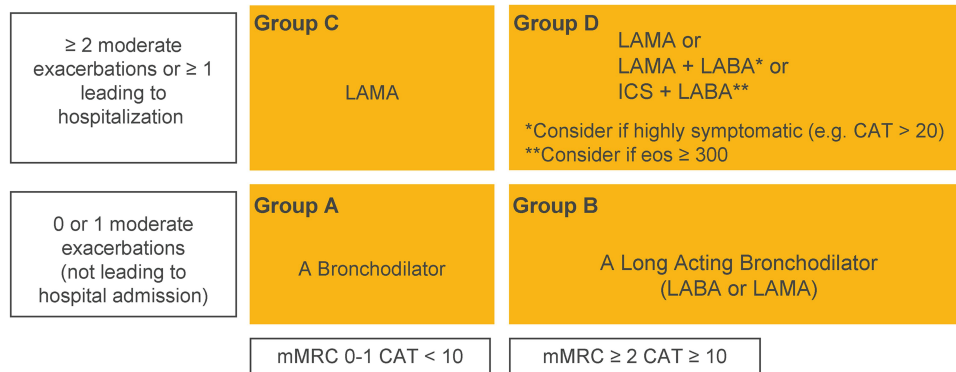 ≥ 2 moderate
exacerbations or ≥ 1
leading to
hospitalization
Group C
LAMA
Group D
LAMA or
LAMA + LABA* or
ICS + LABA**
*Consider if highly symptomatic (e.g. CAT > 20)
**Consider if eos ≥ 300
0 or 1 moderate
exacerbations
(not leading to
hospital admission)
Group A
A Bronchodilator
Group B
A Long Acting Bronchodilator
(LABA or LAMA)
mMRC 0-1 CAT < 10
mMRC ≥ 2 CAT ≥ 10